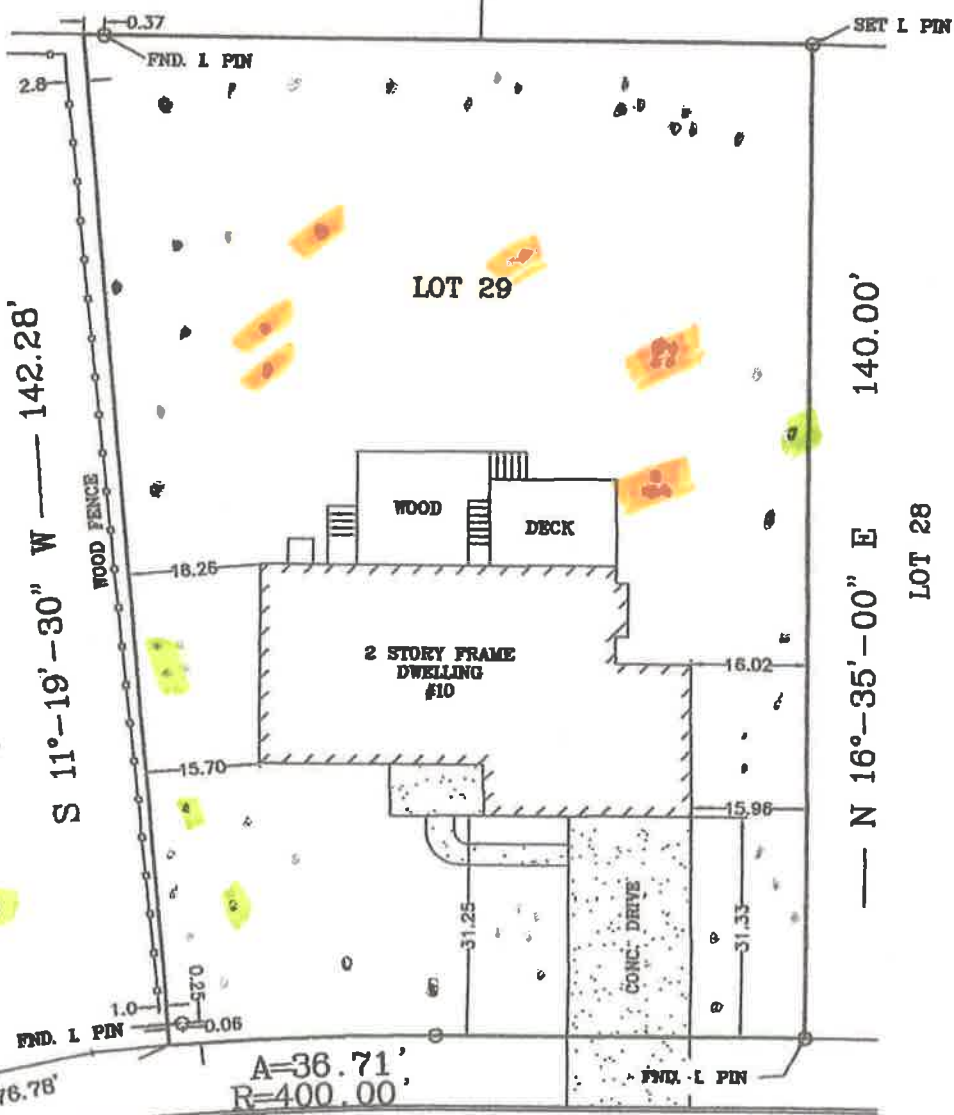 0.37
SET I. PIN
FND. I. PIN
2.8
LOT 29
S 11°-19'-30" W —— 142.28'
WOOD FENCE
—— N 16°-35'-00" E 140.00'
LOT 28
WOOD
DECK
18.25
2 STORY FRAME
DWELLING
#10
16.02
15.70
15.96
31.25
CONC. DRIVE
31.33
0.25
1.0
0.06
FND. I. PIN
A=36.71'
R=400.00'
FND. I. PIN
76.78'